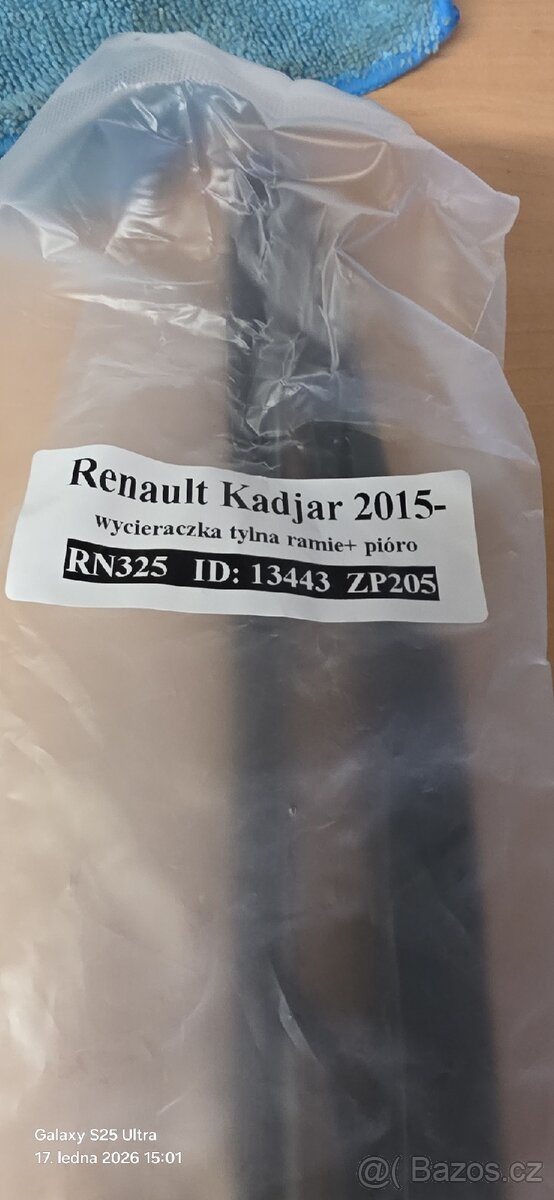 Renault Kadjar 2015-
wycieraczka tylna ramie+ pióro
RN325 ID: 13443 ZP205
Galaxy S25 Ultra
17. ledna 2026 15:01
@( Bazos.cz